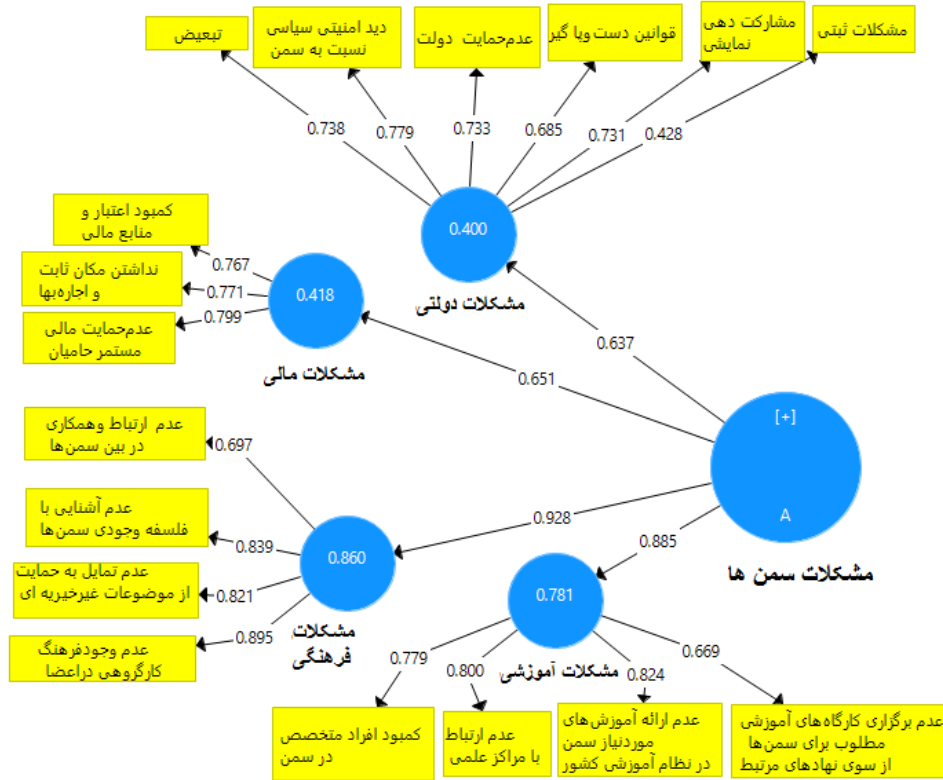 تبعیض
دید امنیتی سیاسی
نسبت به سمن
عدم‌حمایت دولت
قوانین دست وپا گیر
مشارکت دهی
نمایشی
مشکلات ثبتی
0.738
0.779
0.733
0.685
0.731
0.428
0.400
مشکلات دولتی
کمبود اعتبار و
منابع مالی
نداشتن مکان ثابت
و اجاره‌بها
عدم‌حمایت مالی
مستمر حامیان
0.767
0.771
0.799
0.418
مشکلات مالی
0.637
0.651
0.928
0.885
[+]
A
مشکلات سمن ها
عدم ارتباط وهمکاری
در بین سمن‌ها
عدم آشنایی با
فلسفه وجودی سمن‌ها
عدم تمایل به حمایت
از موضوعات غیرخیریه ای
عدم وجودفرهنگ
کارگروهی دراعضا
0.697
0.839
0.821
0.895
0.860
مشکلات
فرهنگی
0.781
مشکلات آموزشی
0.779
0.800
0.824
0.669
کمبود افراد متخصص
در سمن
عدم ارتباط
با مراکز علمی
عدم ارائه آموزش‌های
موردنیاز سمن
در نظام آموزشی کشور
عدم برگزاری کارگاه‌های آموزشی
مطلوب برای سمن‌ها
از سوی نهادهای مرتبط